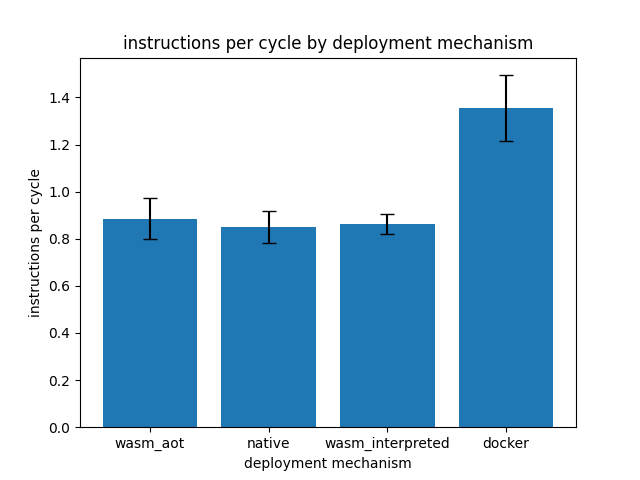 instructions per cycle by deployment mechanism
instructions per cycle
1.4
1.2
1.0
0.8
0.6
0.4
0.2
0.0
wasm_aot native wasm_interpreted docker
deployment mechanism